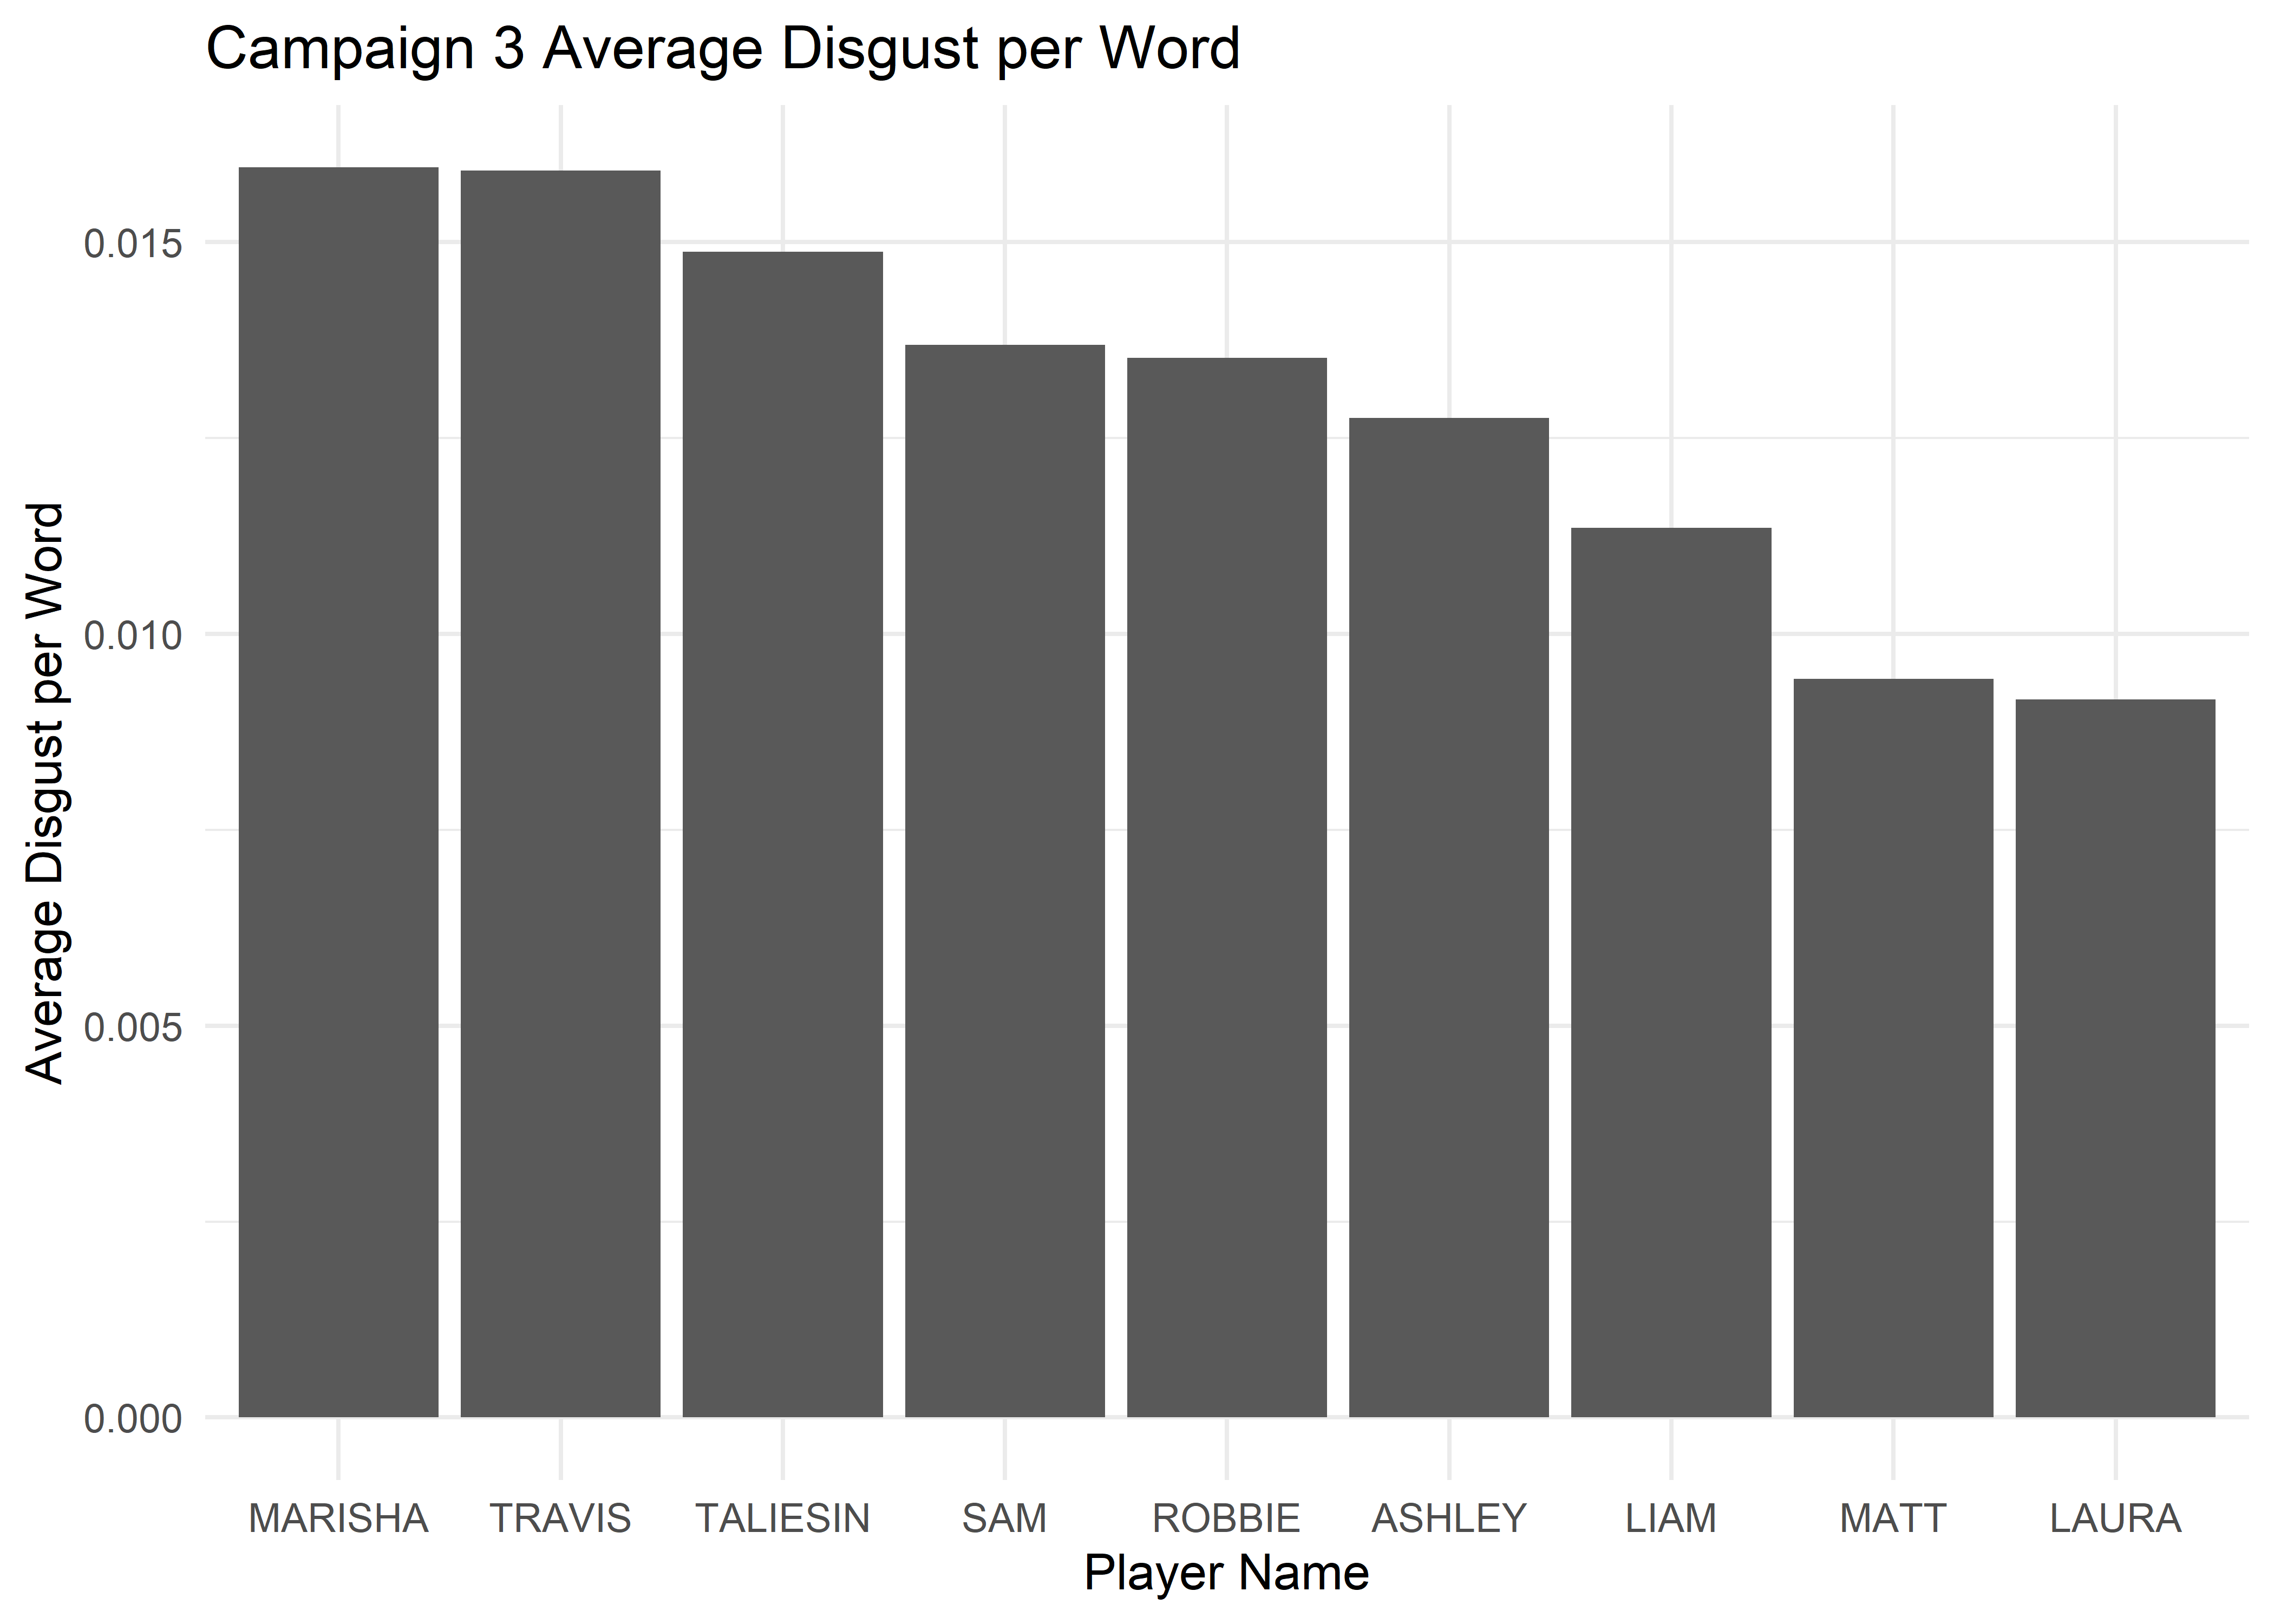 Campaign 3 Average Disgust per Word
Average Disgust per Word
0.015
0.010
0.005
0.000
MARISHA TRAVIS TALIESIN SAM ROBBIE ASHLEY LIAM MATT LAURA
Player Name